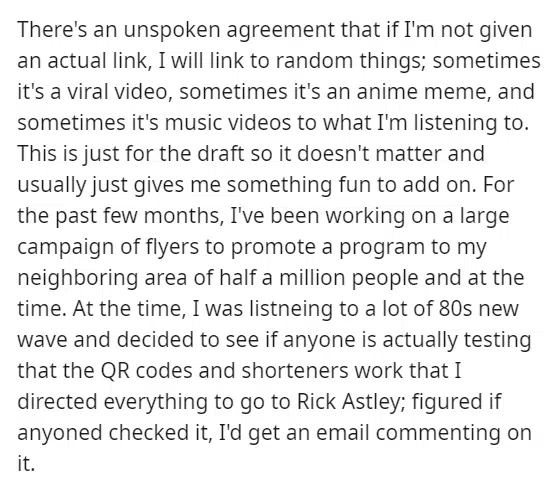 There's an unspoken agreement that if I'm not given
an actual link, I will link to random things; sometimes
it's a viral video, sometimes it's an anime meme, and
sometimes it's music videos to what I'm listening to.
This is just for the draft so it doesn't matter and
usually just gives me something fun to add on. For
the past few months, I've been working on a large
campaign of flyers to promote a program to my
neighboring area of half a million people and at the
time. At the time, I was listneing to a lot of 80s new
wave and decided to see if anyone is actually testing
that the QR codes and shorteners work that I
directed everything to go to Rick Astley; figured if
anyoned checked it, I'd get an email commenting on
it.